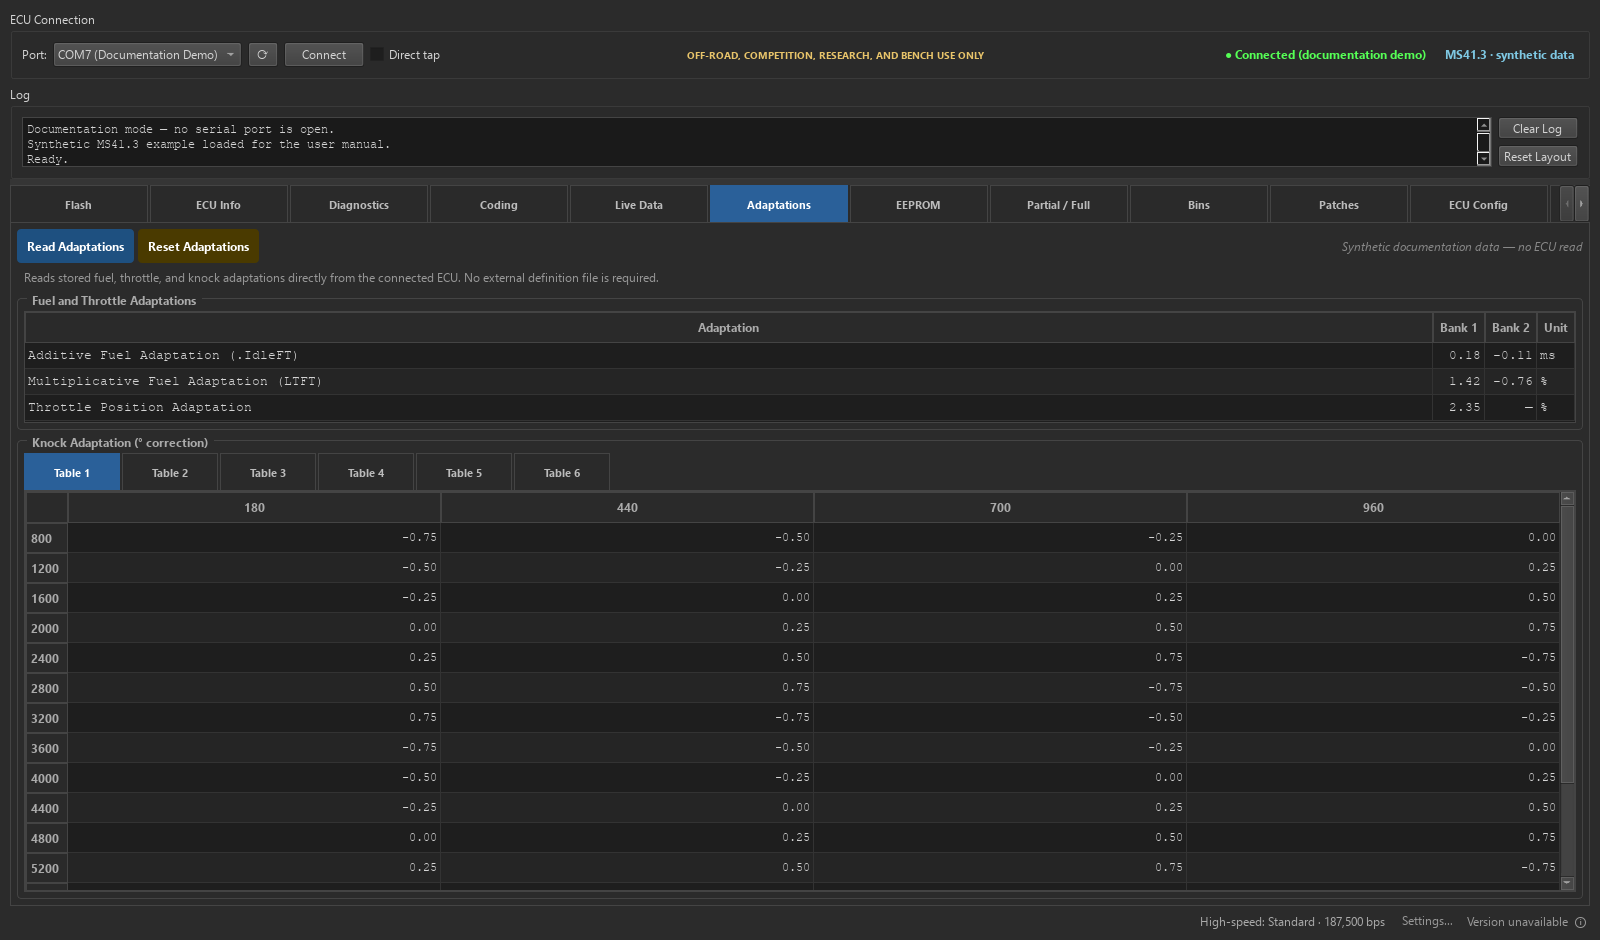 ECU Connection
Port: COM7 (Documentation Demo) Connect Direct tap OFF-ROAD, COMPETITION, RESEARCH, AND BENCH USE ONLY ● Connected (documentation demo) MS41.3 · synthetic data
Log
Documentation mode — no serial port is open.
Synthetic MS41.3 example loaded for the user manual.
Ready.
Clear Log
Reset Layout
Flash ECU Info Diagnostics Coding Live Data Adaptations EEPROM Partial / Full Bins Patches ECU Config
Read Adaptations Reset Adaptations Synthetic documentation data — no ECU read
Reads stored fuel, throttle, and knock adaptations directly from the connected ECU. No external definition file is required.
Fuel and Throttle Adaptations
Adaptation Bank 1 Bank 2 Unit
Additive Fuel Adaptation (.IdleFT) 0.18 -0.11 ms
Multiplicative Fuel Adaptation (LTFT) 1.42 -0.76 %
Throttle Position Adaptation 2.35 — %
Knock Adaptation (° correction)
Table 1 Table 2 Table 3 Table 4 Table 5 Table 6
180 440 700 960
800 -0.75 -0.50 -0.25 0.00
1200 -0.50 -0.25 0.00 0.25
1600 -0.25 0.00 0.25 0.50
2000 0.00 0.25 0.50 0.75
2400 0.25 0.50 0.75 -0.75
2800 0.50 0.75 -0.75 -0.50
3200 0.75 -0.75 -0.50 -0.25
3600 -0.75 -0.50 -0.25 0.00
4000 -0.50 -0.25 0.00 0.25
4400 -0.25 0.00 0.25 0.50
4800 0.00 0.25 0.50 0.75
5200 0.25 0.50 0.75 -0.75
High-speed: Standard · 187,500 bps Settings... Version unavailable ⓘ